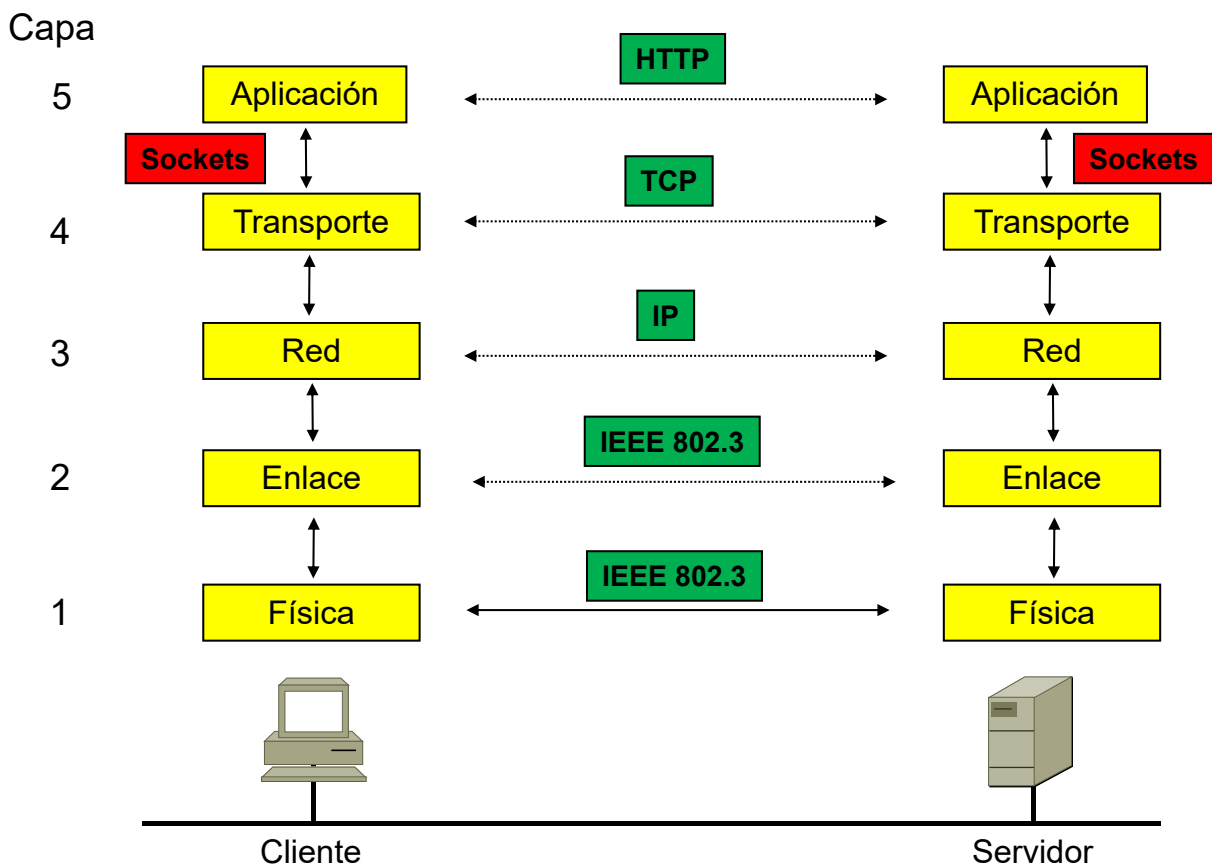 Capa
HTTP
5
Aplicación
Aplicación
Sockets
Sockets
TCP
4
Transporte
Transporte
IP
3
Red
Red
IEEE 802.3
2
Enlace
Enlace
IEEE 802.3
1
Física
Física
Cliente
Servidor